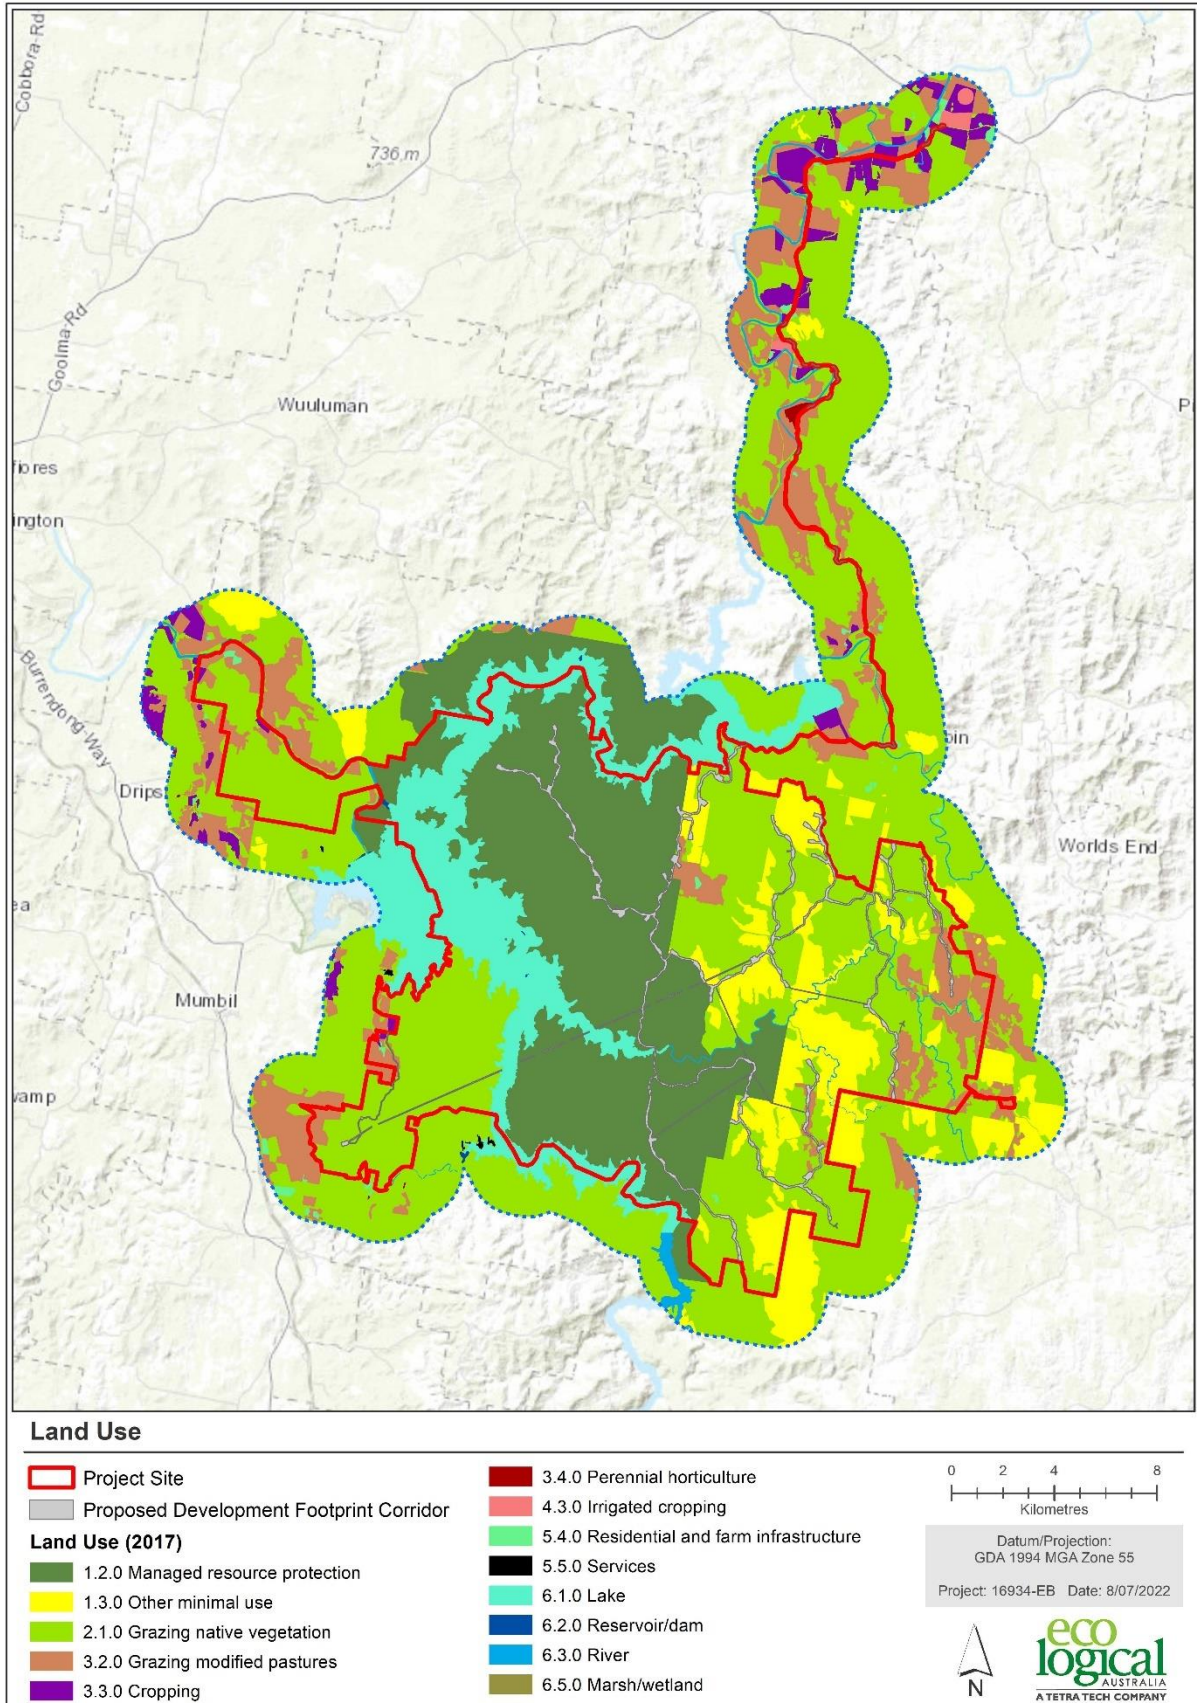 Cobbora-Rd
736 m
Goolma Rd
Wuuluman
Pi
fiores
ington
Burrendong-Way
Drips
bin
Worlds End
ea
Mumbil
wamp
Land Use
Project Site
Proposed Development Footprint Corridor
Land Use (2017)
1.2.0 Managed resource protection
1.3.0 Other minimal use
2.1.0 Grazing native vegetation
3.2.0 Grazing modified pastures
3.3.0 Cropping
3.4.0 Perennial horticulture
4.3.0 Irrigated cropping
5.4.0 Residential and farm infrastructure
5.5.0 Services
6.1.0 Lake
6.2.0 Reservoir/dam
6.3.0 River
6.5.0 Marsh/wetland
0 2 4 8
Kilometres
Datum/Projection:
GDA 1994 MGA Zone 55
Project: 16934-EB Date: 8/07/2022
N
eco
logical
AUSTRALIA
A TETRA TECH COMPANY